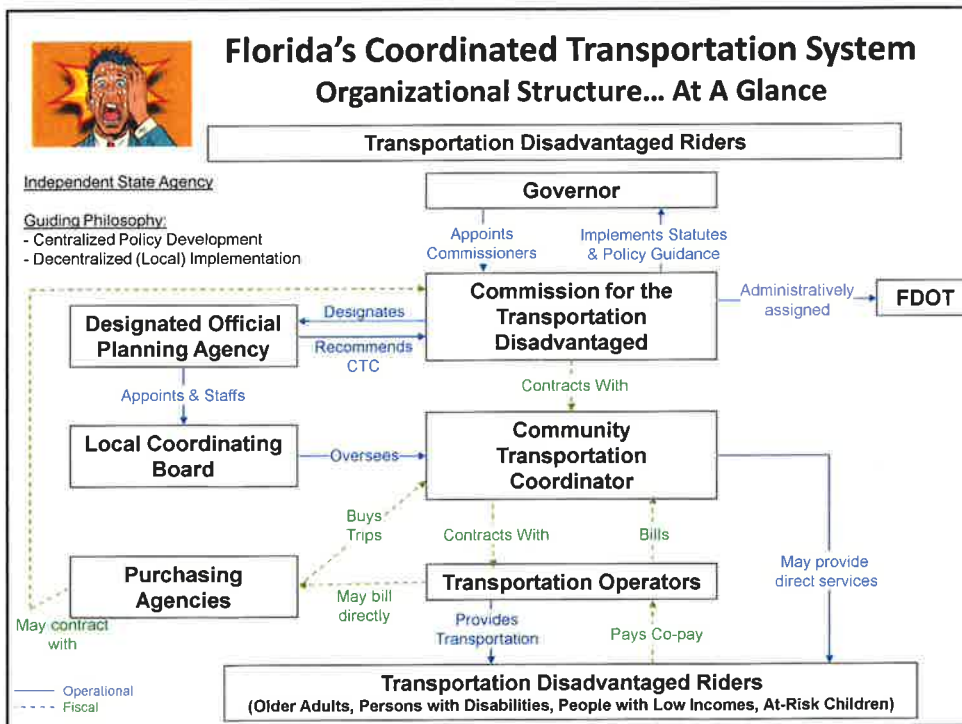 Florida's Coordinated Transportation System
Organizational Structure... At A Glance
Transportation Disadvantaged Riders
Independent State Agency
Guiding Philosophy:
- Centralized Policy Development
- Decentralized (Local) Implementation
Governor
Appoints
Commissioners
Implements Statutes
& Policy Guidance
Commission for the
Transportation
Disadvantaged
Administratively
assigned
FDOT
Designated Official
Planning Agency
Designates
Recommends
CTC
Appoints & Staffs
Contracts With
Local Coordinating
Board
Oversees
Community
Transportation
Coordinator
Buys
Trips
Contracts With
Bills
May provide
direct services
Purchasing
Agencies
May bill
directly
Transportation Operators
May contract
with
Provides
Transportation
Pays Co-pay
Transportation Disadvantaged Riders
(Older Adults, Persons with Disabilities, People with Low Incomes, At-Risk Children)
Operational
Fiscal